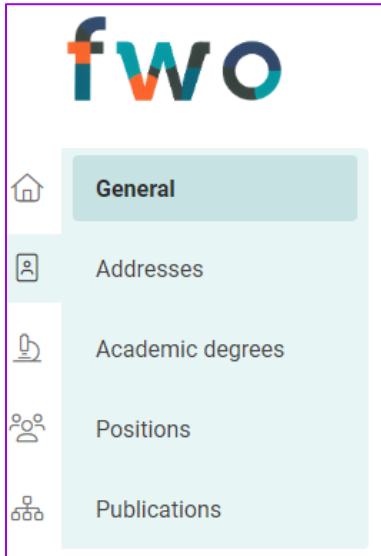 fwo
General
Addresses
Academic degrees
Positions
Publications